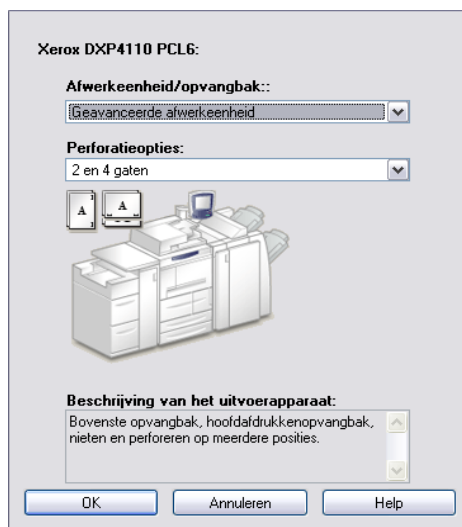 Xerox DXP4110 PCL6:
Afwerkeenheid/opvangbak::
Geavanceerde afwerkeenheid
Perforatieopties:
2 en 4 gaten
A
A
Beschrijving van het uitvoerapparaat:
Bovenste opvangbak, hoofdafdrukkenopvangbak,
nieten en perforeren op meerdere posities.
OK Annuleren Help